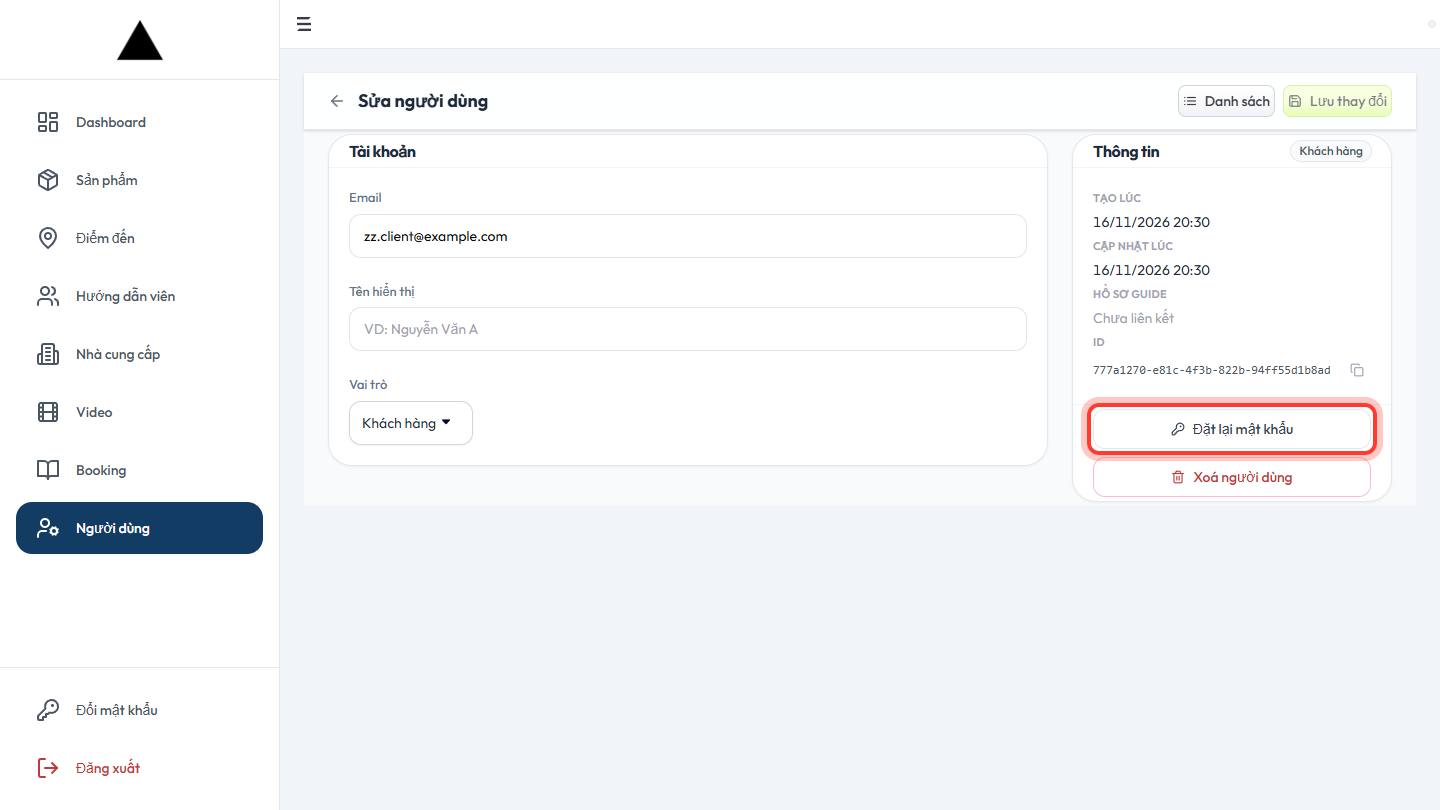 Dashboard
Sản phẩm
Điểm đến
Hướng dẫn viên
Nhà cung cấp
Video
Booking
Người dùng
Đổi mật khẩu
Đăng xuất
Sửa người dùng
Danh sách
Lưu thay đổi
Tài khoản
Email
zz.client@example.com
Tên hiển thị
VD: Nguyễn Văn A
Vai trò
Khách hàng
Thông tin
Khách hàng
TẠO LÚC
16/11/2026 20:30
CẬP NHẬT LÚC
16/11/2026 20:30
HỒ SƠ GUIDE
Chưa liên kết
ID
777a1270-e81c-4f3b-822b-94ff55d1b8ad
Đặt lại mật khẩu
Xoá người dùng